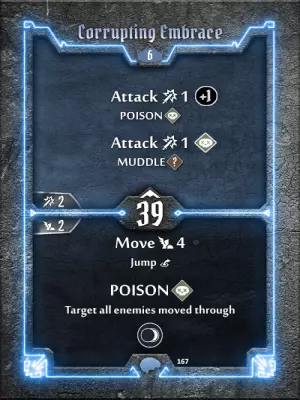 Corrupting Embrace
6
Attack 1 +1
POISON
Attack 1
MUDDLE ?
2
39
2
Move 4
Jump
POISON
Target all enemies moved through
167